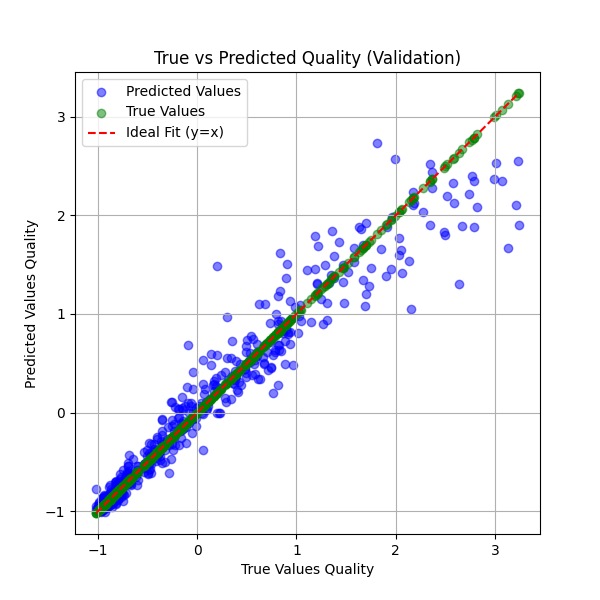 True vs Predicted Quality (Validation)
Predicted Values
True Values
Ideal Fit (y=x)
Predicted Values Quality
3
2
1
0
−1
−1 0 1 2 3
True Values Quality